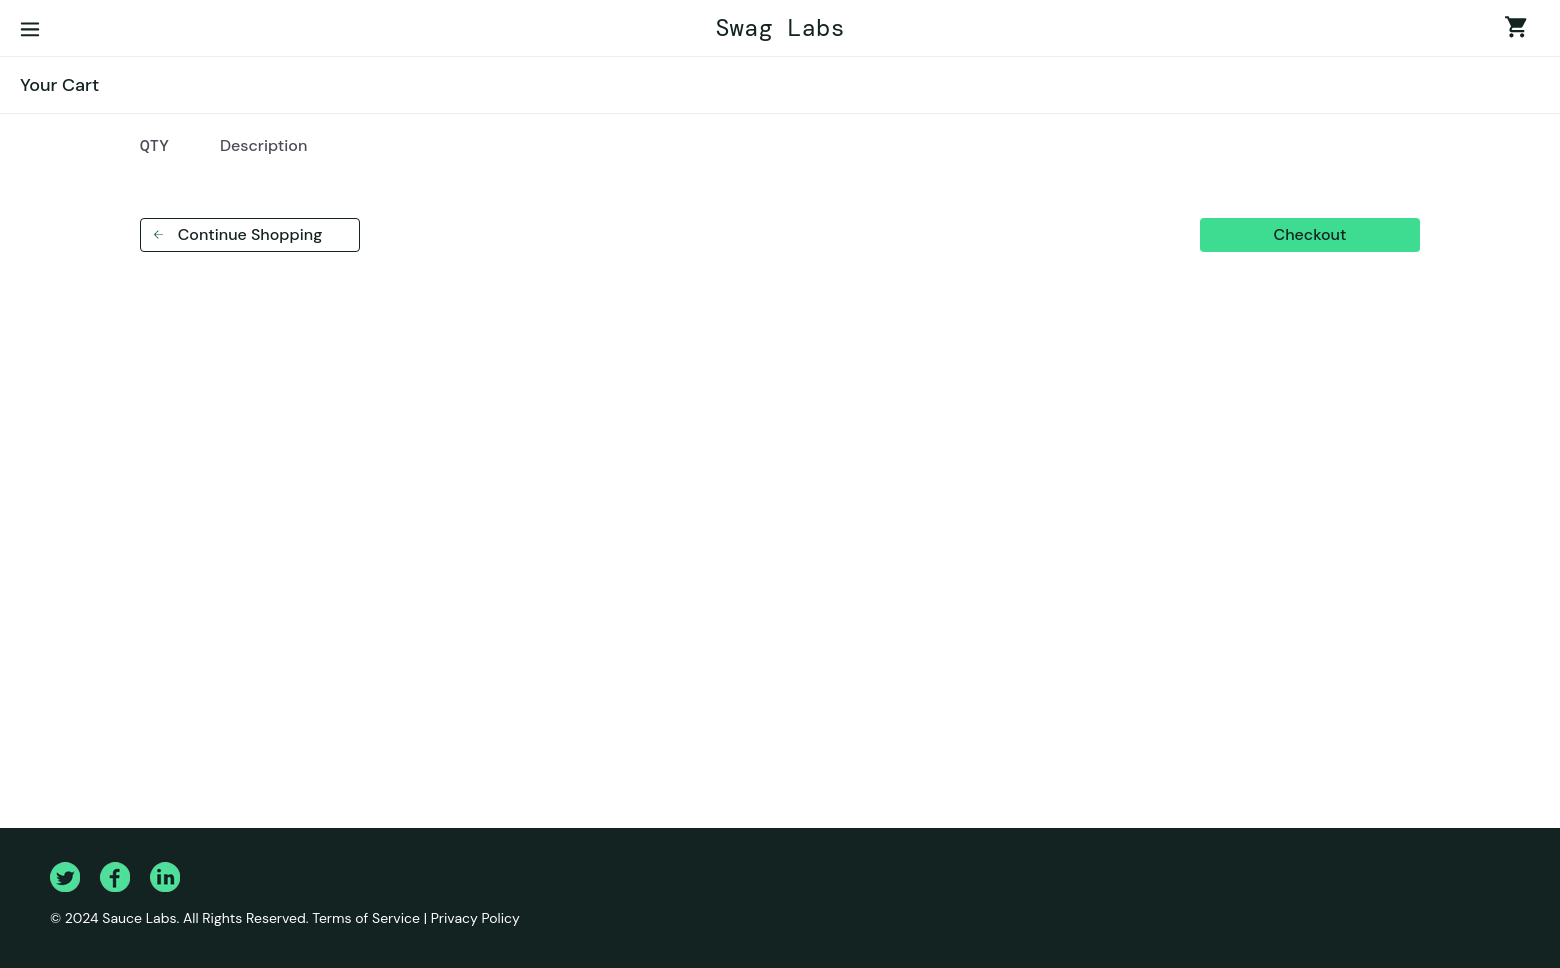 Swag Labs
Your Cart
QTY Description
Continue Shopping
Checkout
© 2024 Sauce Labs. All Rights Reserved. Terms of Service | Privacy Policy